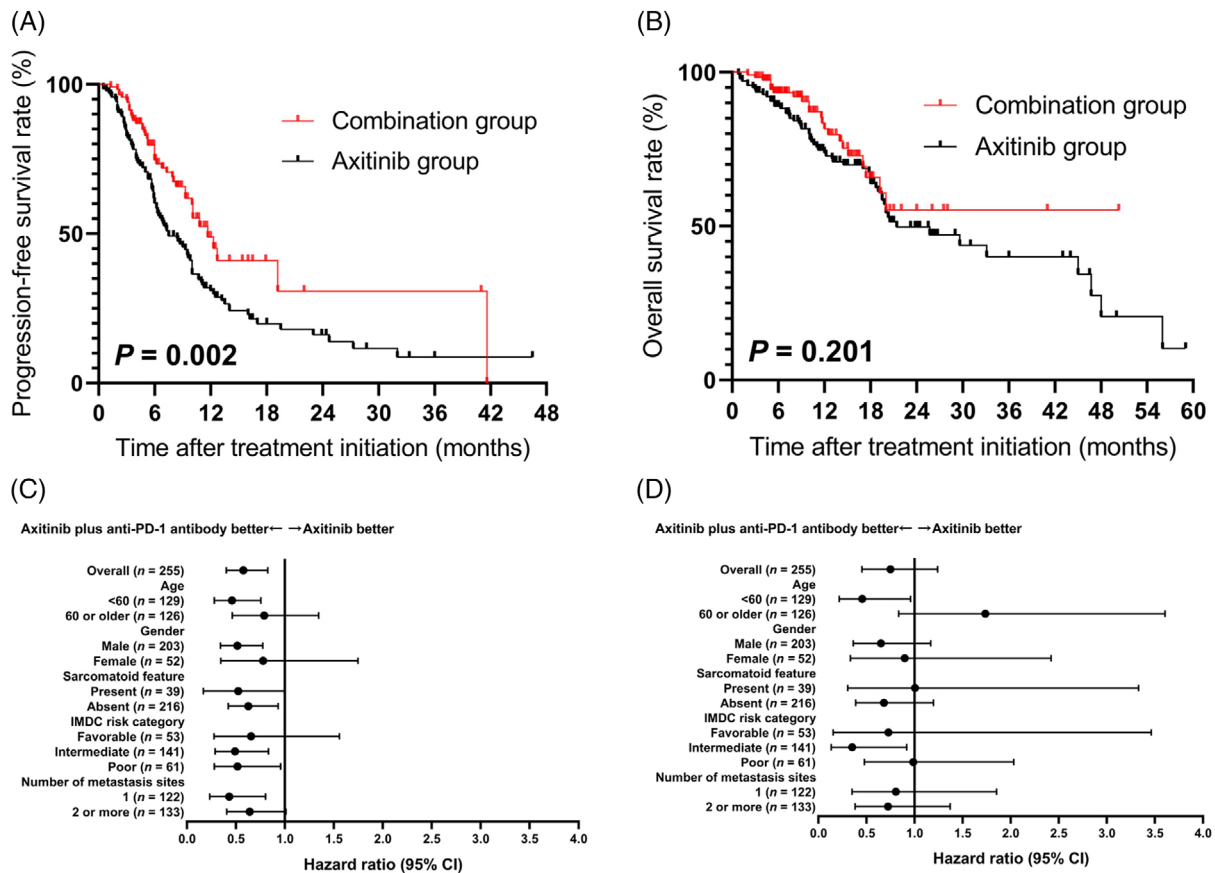 (A)
Progression-free survival rate (%)
100
50
0
Combination group
Axitinib group
P = 0.002
0 6 12 18 24 30 36 42 48
Time after treatment initiation (months)
(B)
Overall survival rate (%)
100
50
0
Combination group
Axitinib group
P = 0.201
0 6 12 18 24 30 36 42 48 54 60
Time after treatment initiation (months)
(C)
Axitinib plus anti-PD-1 antibody better← →Axitinib better
Overall (n = 255)
Age
<60 (n = 129)
60 or older (n = 126)
Gender
Male (n = 203)
Female (n = 52)
Sarcomatoid feature
Present (n = 39)
Absent (n = 216)
IMDC risk category
Favorable (n = 53)
Intermediate (n = 141)
Poor (n = 61)
Number of metastasis sites
1 (n = 122)
2 or more (n = 133)
0.0 0.5 1.0 1.5 2.0 2.5 3.0 3.5 4.0
Hazard ratio (95% CI)
(D)
Axitinib plus anti-PD-1 antibody better← →Axitinib better
Overall (n = 255)
Age
<60 (n = 129)
60 or older (n = 126)
Gender
Male (n = 203)
Female (n = 52)
Sarcomatoid feature
Present (n = 39)
Absent (n = 216)
IMDC risk category
Favorable (n = 53)
Intermediate (n = 141)
Poor (n = 61)
Number of metastasis sites
1 (n = 122)
2 or more (n = 133)
0.0 0.5 1.0 1.5 2.0 2.5 3.0 3.5 4.0
Hazard ratio (95% CI)